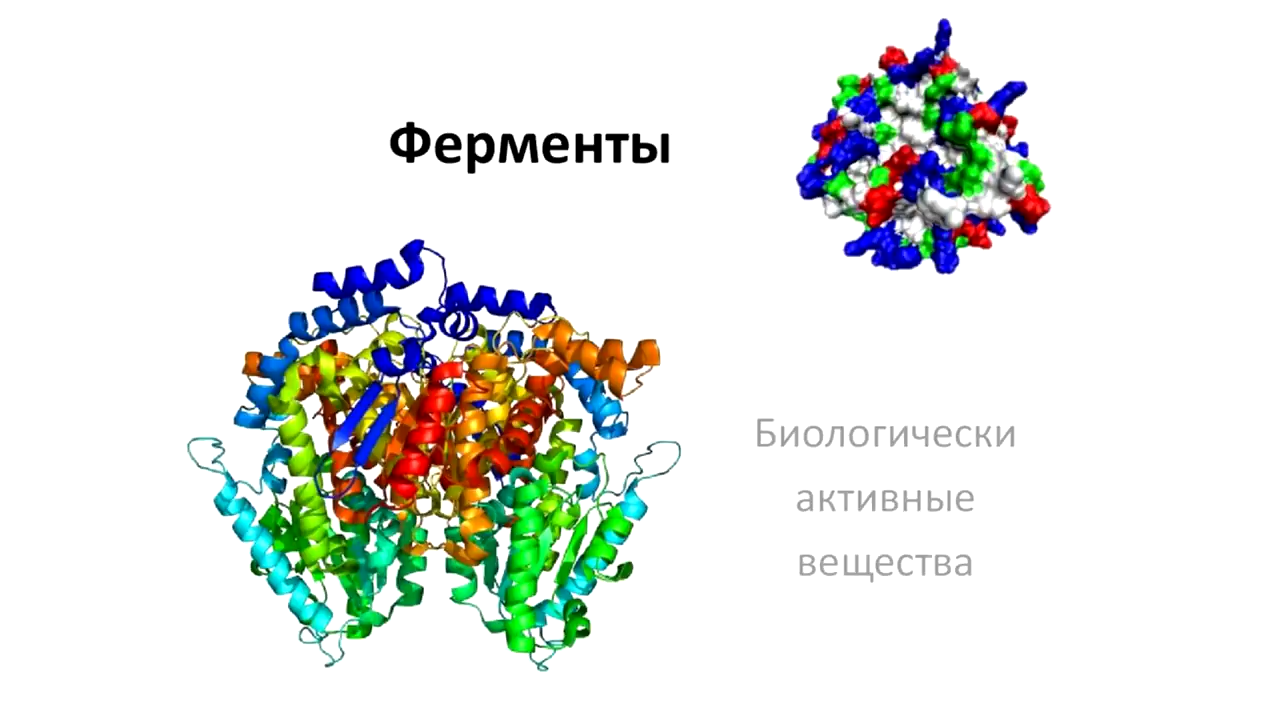 Ферменты
Биологически
активные
вещества